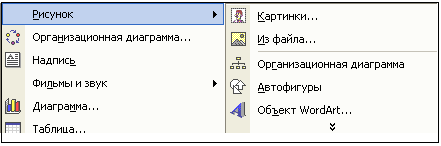 Рисунок
Организационная диаграмма...
Надпись
Фильмы и звук
Диаграмма...
Таблица...
Картинки...
Из файла...
Организационная диаграмма
Автофигуры
Объект WordArt...